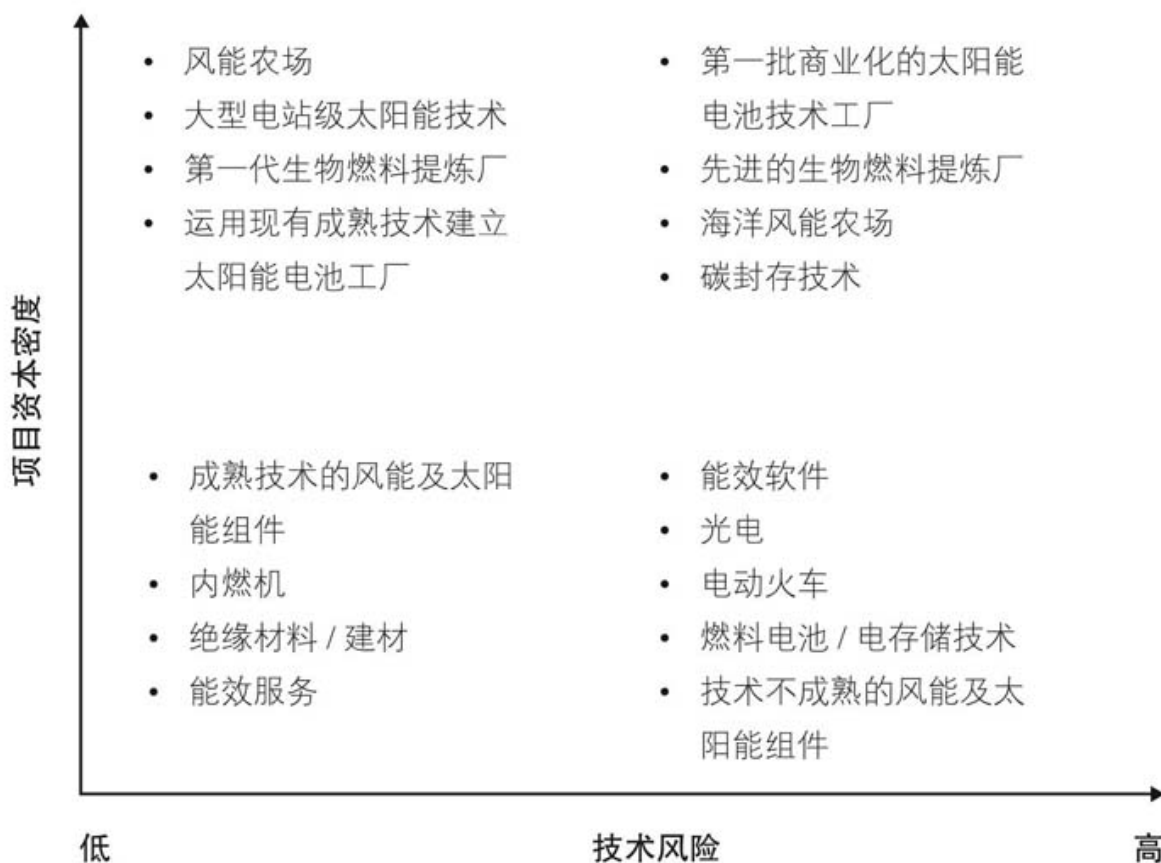 • 风能农场
• 大型电站级太阳能技术
• 第一代生物燃料提炼厂
• 运用现有成熟技术建立
太阳能电池工厂
• 第一批商业化的太阳能
电池技术工厂
• 先进的生物燃料提炼厂
• 海洋风能农场
• 碳封存技术
项目资本密度
• 成熟技术的风能及太阳
能组件
• 内燃机
• 绝缘材料 / 建材
• 能效服务
• 能效软件
• 光电
• 电动火车
• 燃料电池 / 电存储技术
• 技术不成熟的风能及太
阳能组件
低
技术风险
高